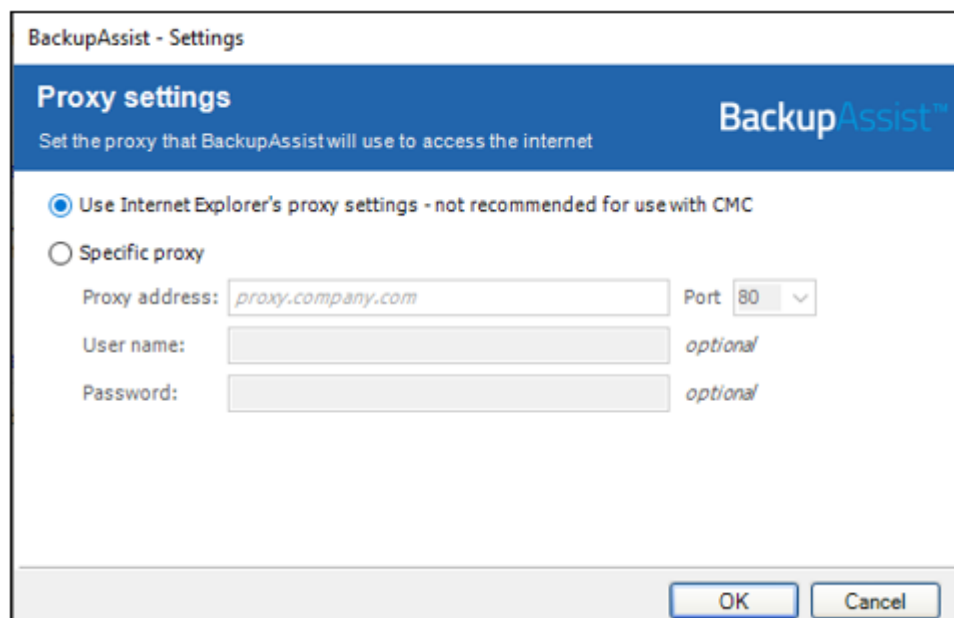 BackupAssist - Settings
Proxy settings
Set the proxy that BackupAssist will use to access the internet
BackupAssist™
Use Internet Explorer's proxy settings - not recommended for use with CMC
Specific proxy
Proxy address: proxy.company.com Port 80
User name: optional
Password: optional
OK Cancel